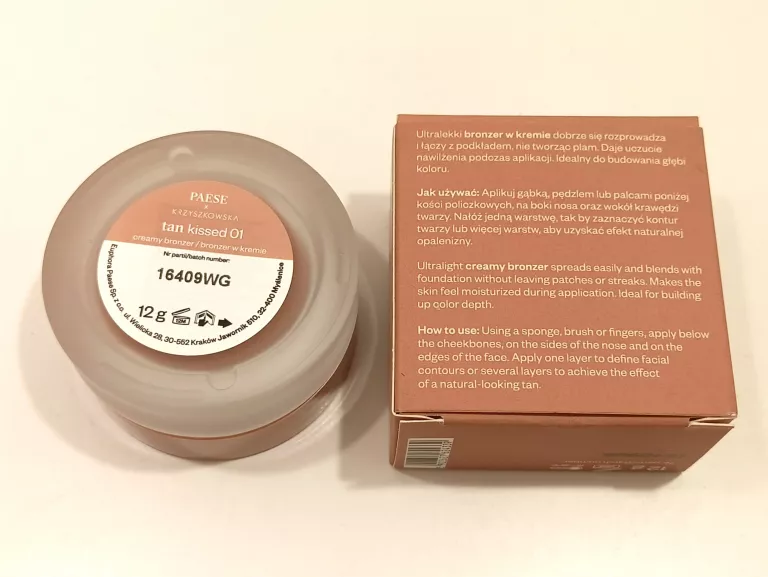 PAESE
x
KRZYSZKOWSKA
tan kissed 01
creamy bronzer / bronzer w kremie
Nr partii/batch number:
16409WG
12 g
12M
Euphora Paese Sp. z o.o. ul. Wielicka 28, 30-552 Kraków Jawornik 510, 32-400 Myślenice
Ultralekki bronzer w kremie dobrze się rozprowadza
i łączy z podkładem, nie tworząc plam. Daje uczucie
nawilżenia podczas aplikacji. Idealny do budowania głębi
koloru.
Jak używać: Aplikuj gąbką, pędzlem lub palcami poniżej
kości policzkowych, na boki nosa oraz wokół krawędzi
twarzy. Nałóż jedną warstwę, tak by zaznaczyć kontur
twarzy lub więcej warstw, aby uzyskać efekt naturalnej
opalenizny.
Ultralight creamy bronzer spreads easily and blends with
foundation without leaving patches or streaks. Makes the
skin feel moisturized during application. Ideal for building
up color depth.
How to use: Using a sponge, brush or fingers, apply below
the cheekbones, on the sides of the nose and on the
edges of the face. Apply one layer to define facial
contours or several layers to achieve the effect
of a natural-looking tan.
12 g